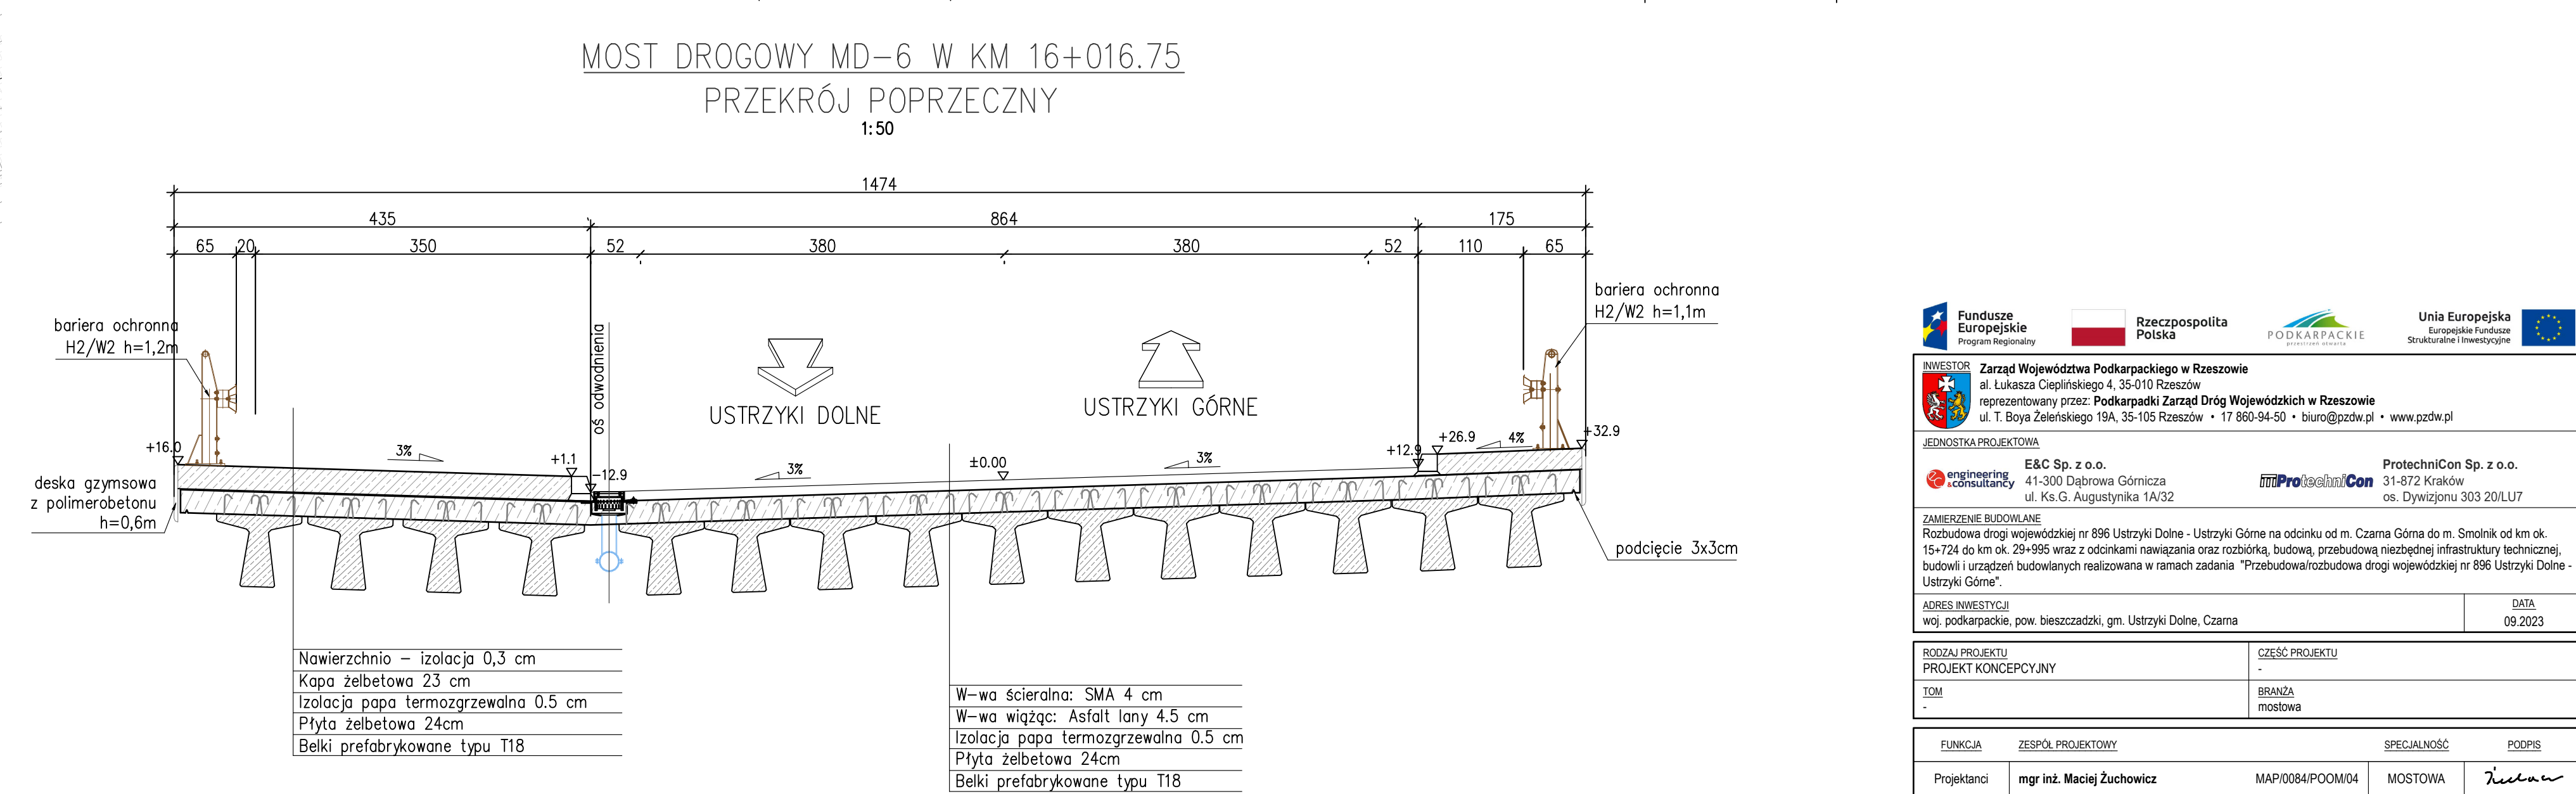 MOST DROGOWY MD-6 W KM 16+016.75
PRZEKRÓJ POPRZECZNY
1:50
1474
435 864 175
65 20 350 52 380 380 52 110 65
bariera ochronna
H2/W2 h=1,2m
bariera ochronna
H2/W2 h=1,1m
oś odwodnienia
USTRZYKI DOLNE
USTRZYKI GÓRNE
+16.0
3%
+1.1
-12.9
3%
±0.00
3%
+12.9
+26.9
4%
+32.9
deska gzymsowa
z polimerobetonu
h=0,6m
podcięcie 3x3cm
Nawierzchnio - izolacja 0,3 cm
Kapa żelbetowa 23 cm
Izolacja papa termozgrzewalna 0.5 cm
Płyta żelbetowa 24cm
Belki prefabrykowane typu T18
W-wa ścieralna: SMA 4 cm
W-wa wiążąc: Asfalt lany 4.5 cm
Izolacja papa termozgrzewalna 0.5 cm
Płyta żelbetowa 24cm
Belki prefabrykowane typu T18
Fundusze
Europejskie
Program Regionalny
Rzeczpospolita
Polska
PODKARPACKIE
przestrzeń otwarta
Unia Europejska
Europejskie Fundusze
Strukturalne i Inwestycyjne
INWESTOR
Zarząd Województwa Podkarpackiego w Rzeszowie
al. Łukasza Cieplińskiego 4, 35-010 Rzeszów
reprezentowany przez: Podkarpadki Zarząd Dróg Wojewódzkich w Rzeszowie
ul. T. Boya Żeleńskiego 19A, 35-105 Rzeszów • 17 860-94-50 • biuro@pzdw.pl • www.pzdw.pl
JEDNOSTKA PROJEKTOWA
engineering
&consultancy
E&C Sp. z o.o.
41-300 Dąbrowa Górnicza
ul. Ks.G. Augustynika 1A/32
ProtechniCon
ProtechniCon Sp. z o.o.
31-872 Kraków
os. Dywizjonu 303 20/LU7
ZAMIERZENIE BUDOWLANE
Rozbudowa drogi wojewódzkiej nr 896 Ustrzyki Dolne - Ustrzyki Górne na odcinku od m. Czarna Górna do m. Smolnik od km ok.
15+724 do km ok. 29+995 wraz z odcinkami nawiązania oraz rozbiórką, budową, przebudową niezbędnej infrastruktury technicznej,
budowli i urządzeń budowlanych realizowana w ramach zadania "Przebudowa/rozbudowa drogi wojewódzkiej nr 896 Ustrzyki Dolne -
Ustrzyki Górne".
ADRES INWESTYCJI
woj. podkarpackie, pow. bieszczadzki, gm. Ustrzyki Dolne, Czarna
DATA
09.2023
RODZAJ PROJEKTU
PROJEKT KONCEPCYJNY
CZĘŚĆ PROJEKTU
-
TOM
-
BRANŻA
mostowa
FUNKCJA ZESPÓŁ PROJEKTOWY SPECJALNOŚĆ PODPIS
Projektanci mgr inż. Maciej Żuchowicz MAP/0084/POOM/04 MOSTOWA